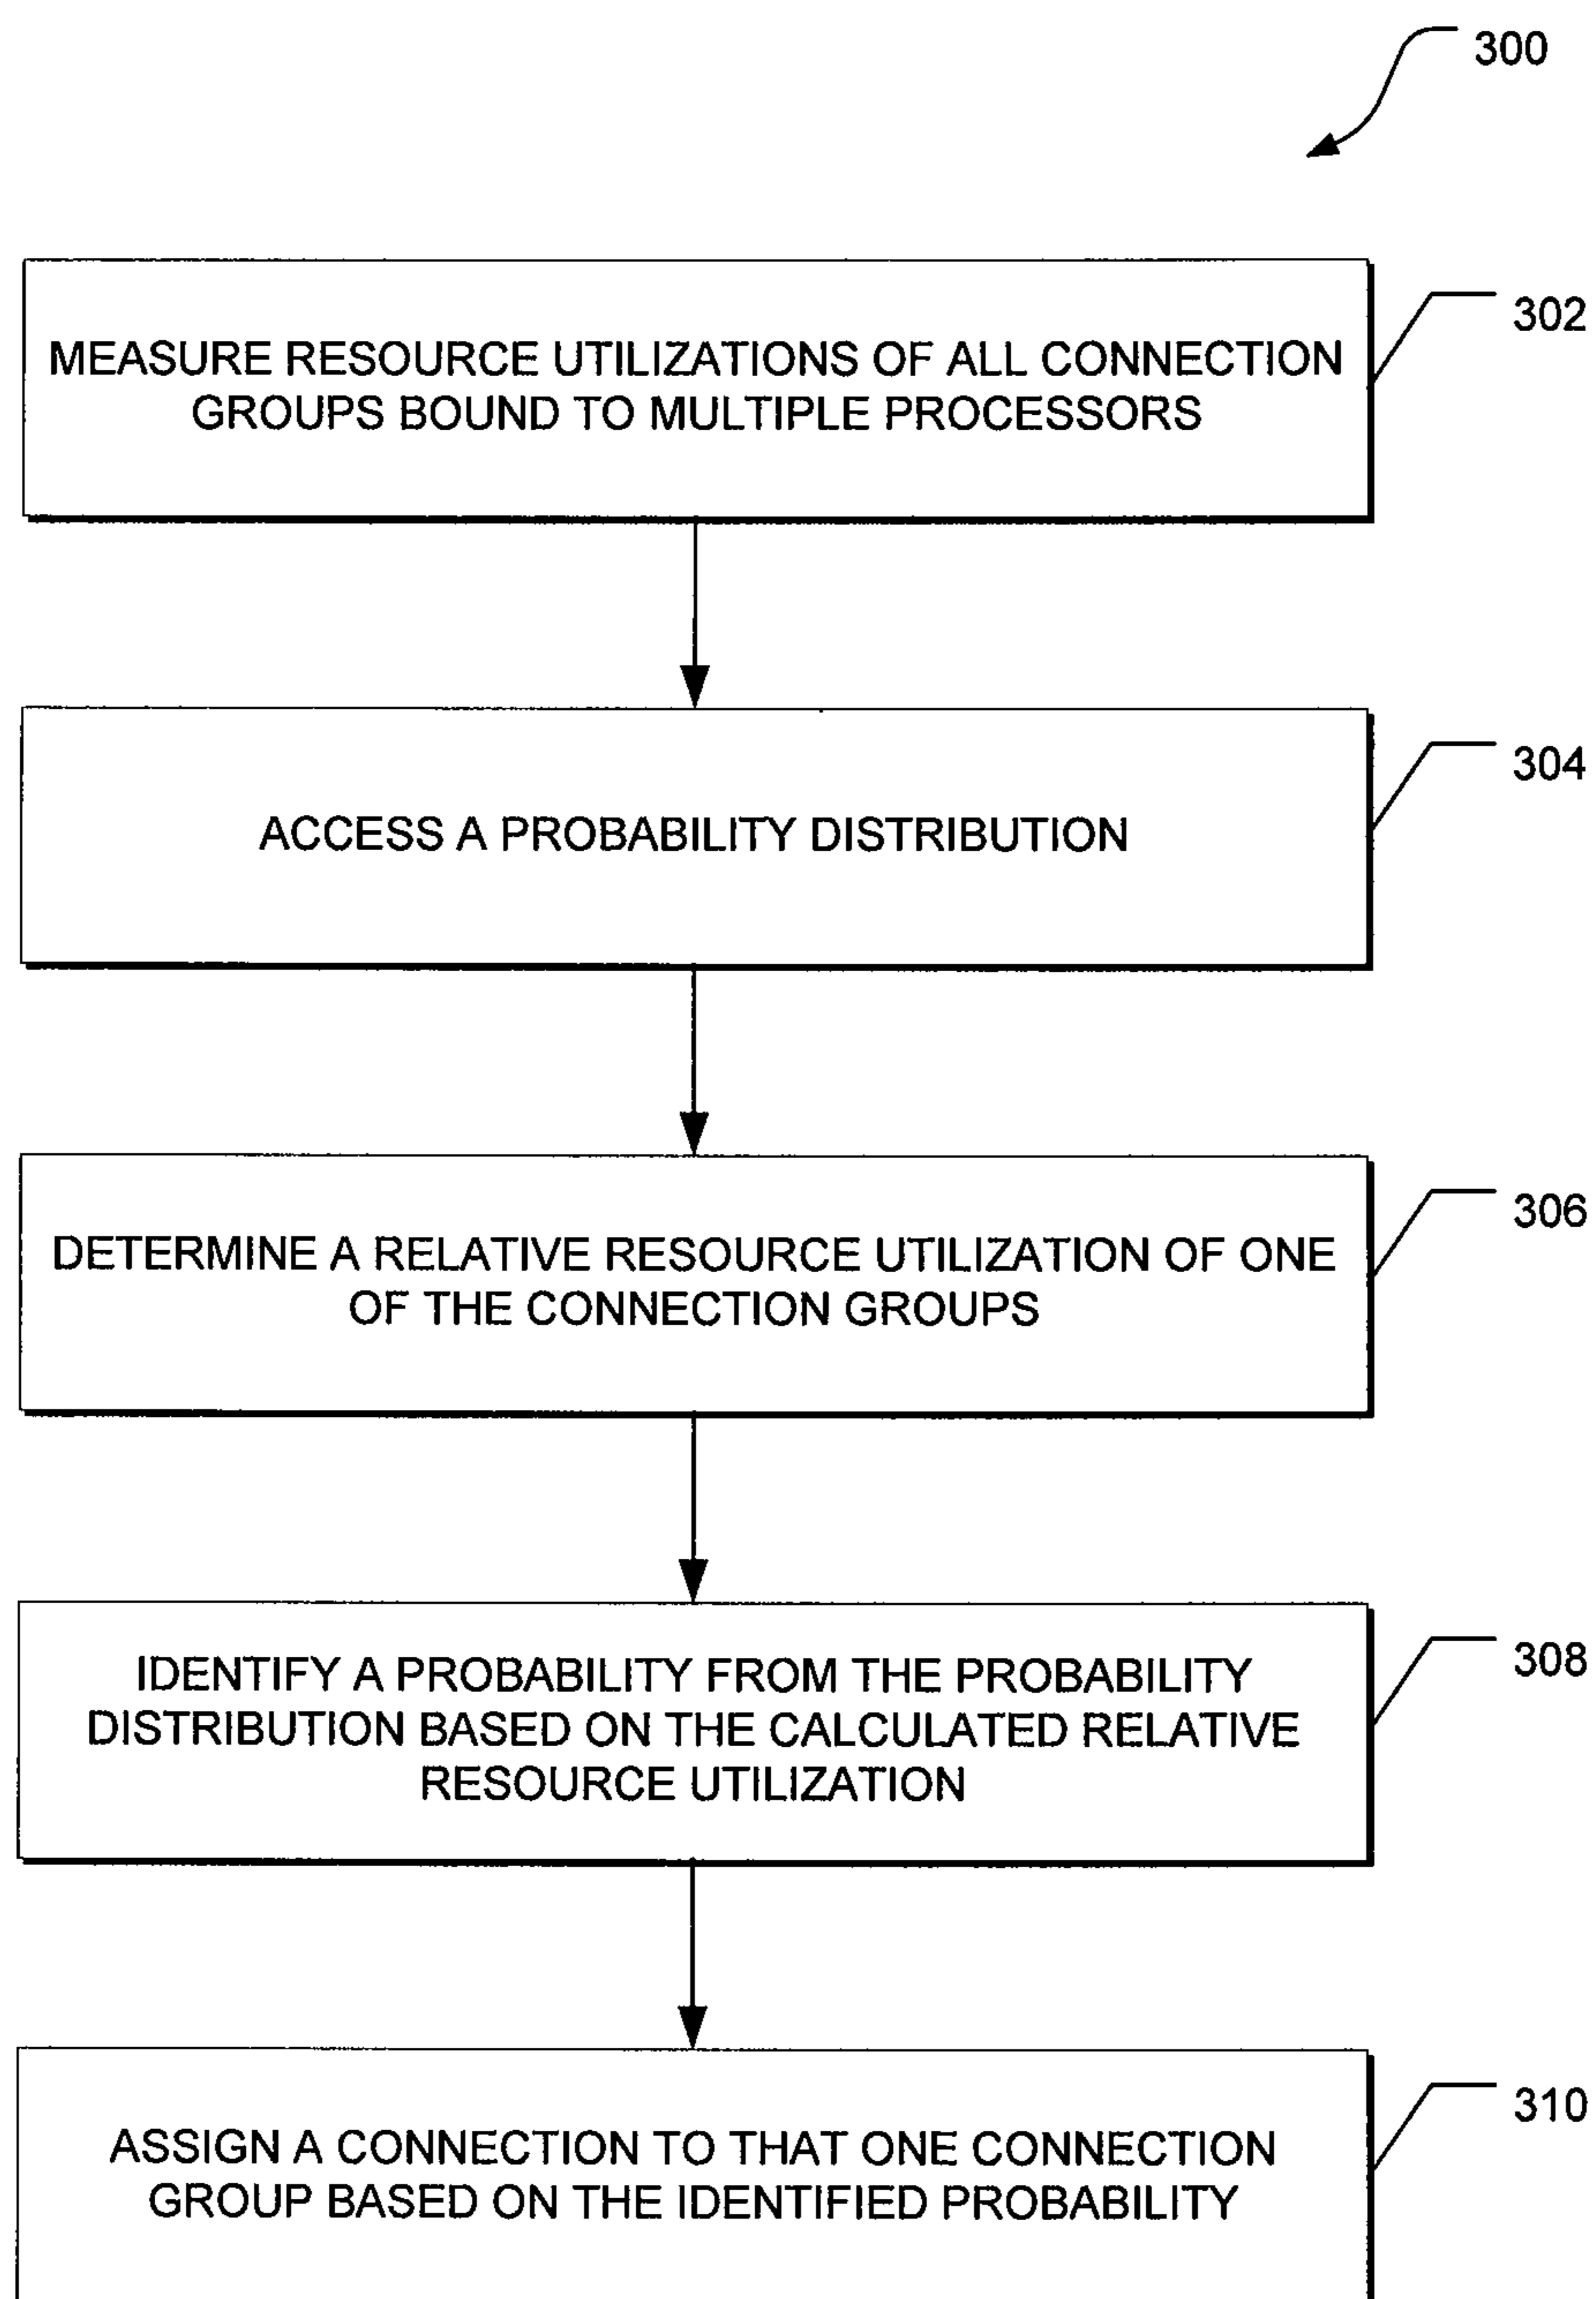 300
MEASURE RESOURCE UTILIZATIONS OF ALL CONNECTION
GROUPS BOUND TO MULTIPLE PROCESSORS
302
ACCESS A PROBABILITY DISTRIBUTION
304
DETERMINE A RELATIVE RESOURCE UTILIZATION OF ONE
OF THE CONNECTION GROUPS
306
IDENTIFY A PROBABILITY FROM THE PROBABILITY
DISTRIBUTION BASED ON THE CALCULATED RELATIVE
RESOURCE UTILIZATION
308
ASSIGN A CONNECTION TO THAT ONE CONNECTION
GROUP BASED ON THE IDENTIFIED PROBABILITY
310